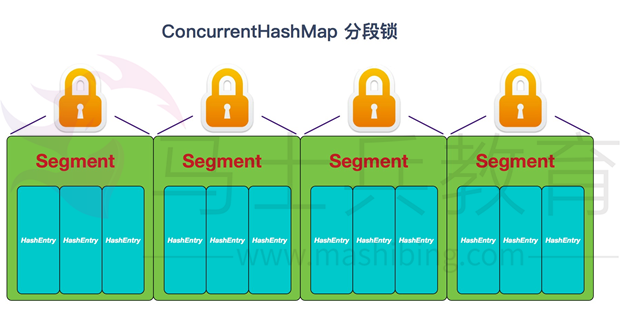 ConcurrentHashMap 分段锁
Segment Segment Segment Segment
HashEntry HashEntry HashEntry HashEntry HashEntry HashEntry HashEntry HashEntry HashEntry HashEntry HashEntry HashEntry
马士兵教育
www.mashibing.com